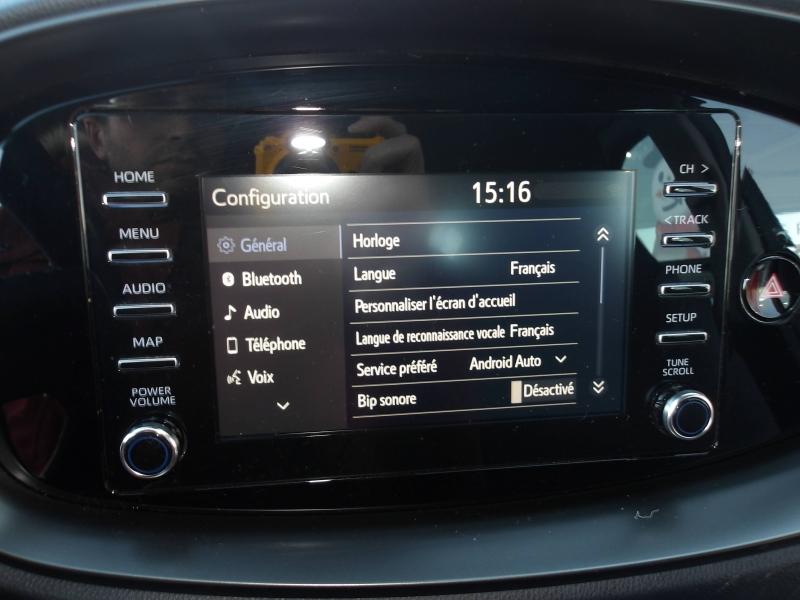 HOME
MENU
AUDIO
MAP
POWER
VOLUME
Configuration 15:16
Général
Bluetooth
Audio
Téléphone
Voix
Horloge
Langue Français
Personnaliser l'écran d'accueil
Langue de reconnaissance vocale Français
Service préféré Android Auto
Bip sonore Désactivé
CH >
< TRACK
PHONE
SETUP
TUNE
SCROLL